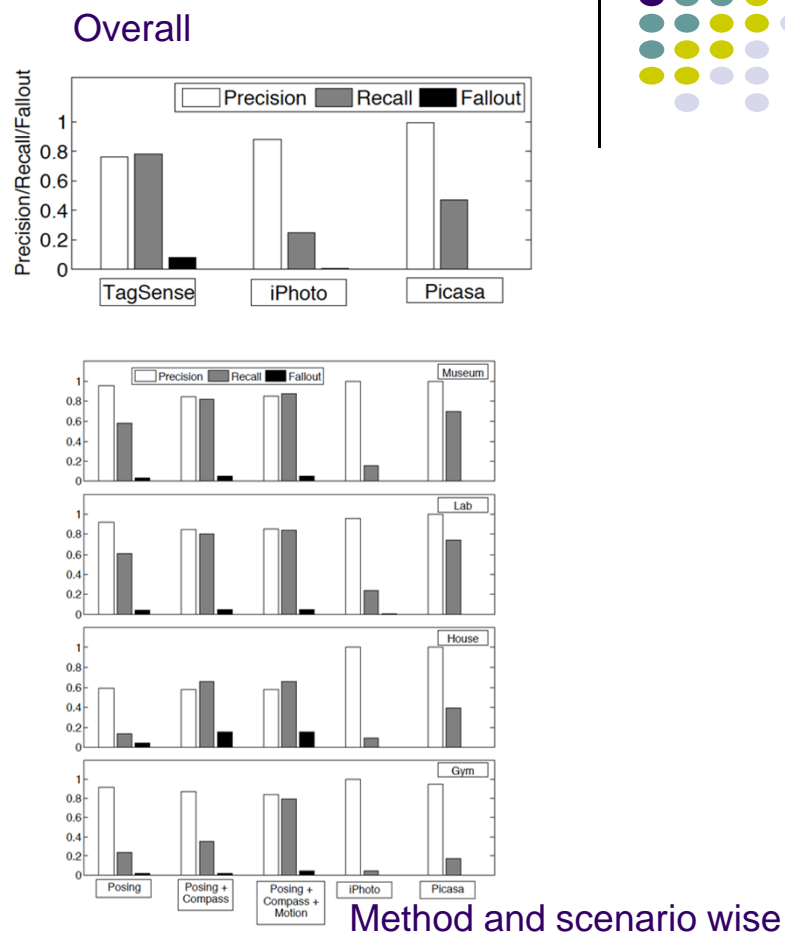 Overall
Precision Recall Fallout
Precision/Recall/Fallout
1
0.8
0.6
0.4
0.2
0
TagSense iPhoto Picasa
Precision Recall Fallout Museum
1
0.8
0.6
0.4
0.2
0
Lab
1
0.8
0.6
0.4
0.2
0
House
1
0.8
0.6
0.4
0.2
0
Gym
1
0.8
0.6
0.4
0.2
0
Posing
Posing +
Compass
Posing +
Compass +
Motion
iPhoto
Picasa
Method and scenario wise